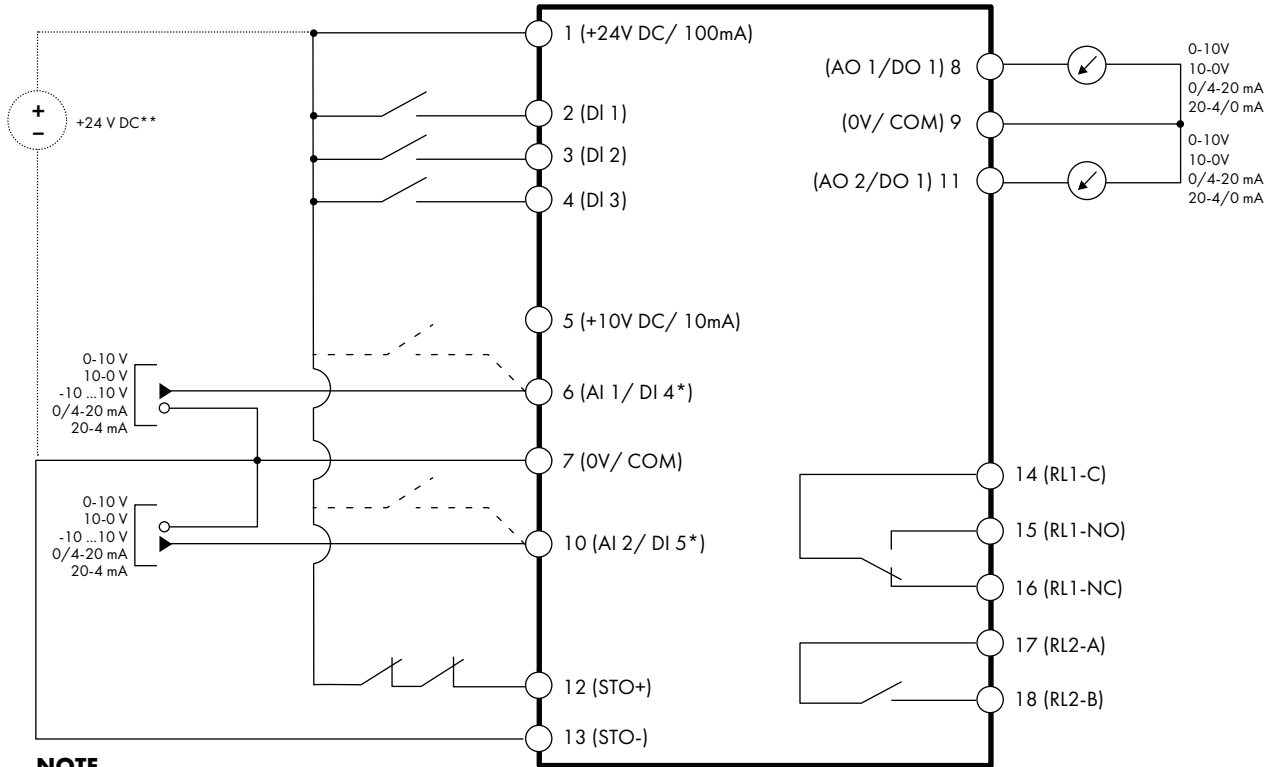 1 (+24V DC/ 100mA)
+
−
+24 V DC**
2 (DI 1)
3 (DI 2)
4 (DI 3)
5 (+10V DC/ 10mA)
0-10 V
10-0 V
-10 ...10 V
0/4-20 mA
20-4 mA
6 (AI 1/ DI 4*)
7 (0V/ COM)
0-10 V
10-0 V
-10 ...10 V
0/4-20 mA
20-4 mA
10 (AI 2/ DI 5*)
12 (STO+)
13 (STO-)
(AO 1/DO 1) 8
(0V/ COM) 9
(AO 2/DO 1) 11
0-10V
10-0V
0/4-20 mA
20-4/0 mA
0-10V
10-0V
0/4-20 mA
20-4/0 mA
14 (RL1-C)
15 (RL1-NO)
16 (RL1-NC)
17 (RL2-A)
18 (RL2-B)
NOTE